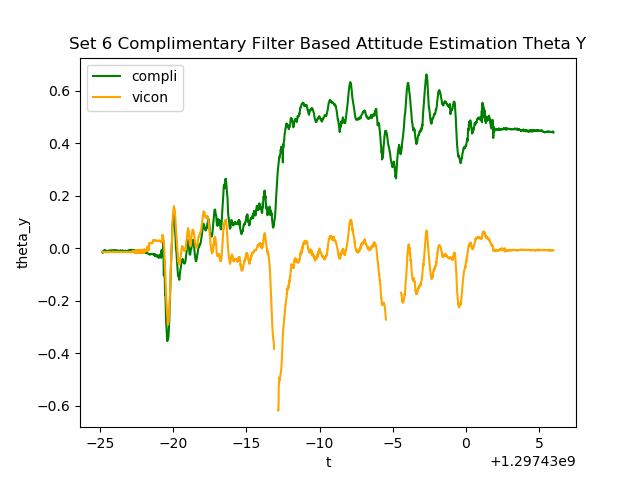 Set 6 Complimentary Filter Based Attitude Estimation Theta Y
compli
vicon
theta_y
0.6
0.4
0.2
0.0
−0.2
−0.4
−0.6
−25
−20
−15
−10
−5
0
5
t
+1.29743e9